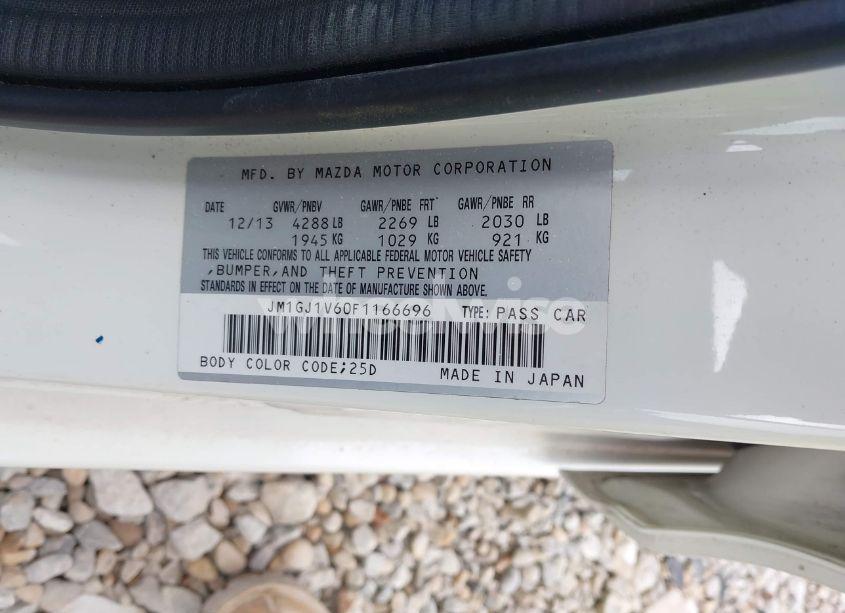 MFD. BY MAZDA MOTOR CORPORATION
DATE GVWR/PNBV GAWR/PNBE FRT GAWR/PNBE RR
12/13 4288 LB 2269 LB 2030 LB
1945 KG 1029 KG 921 KG
THIS VEHICLE CONFORMS TO ALL APPLICABLE FEDERAL MOTOR VEHICLE SAFETY
,BUMPER,AND THEFT PREVENTION
STANDARDS IN EFFECT ON THE DATE OF MANUFACTURE SHOWN ABOVE.
JM1GJ1V60F1166696 TYPE: PASS CAR
BODY COLOR CODE;25D MADE IN JAPAN